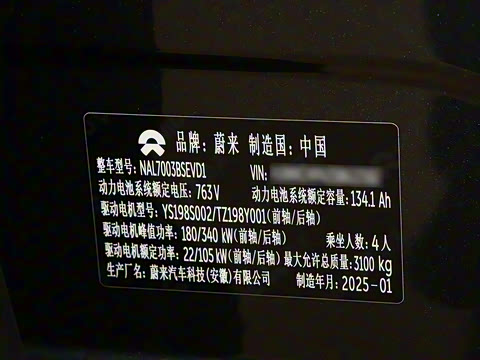 品牌: 蔚来 制造国: 中国
整车型号: NAL7003BSEVD1 VIN:
动力电池系统额定电压: 763V 动力电池系统额定容量: 134.1 Ah
驱动电机型号: YS198S002/TZ198Y001(前轴/后轴)
驱动电机峰值功率: 180/340 kW(前轴/后轴) 乘坐人数: 4人
驱动电机额定功率: 22/105 kW(前轴/后轴) 最大允许总质量: 3100 kg
生产厂名: 蔚来汽车科技(安徽)有限公司 制造年月: 2025-01